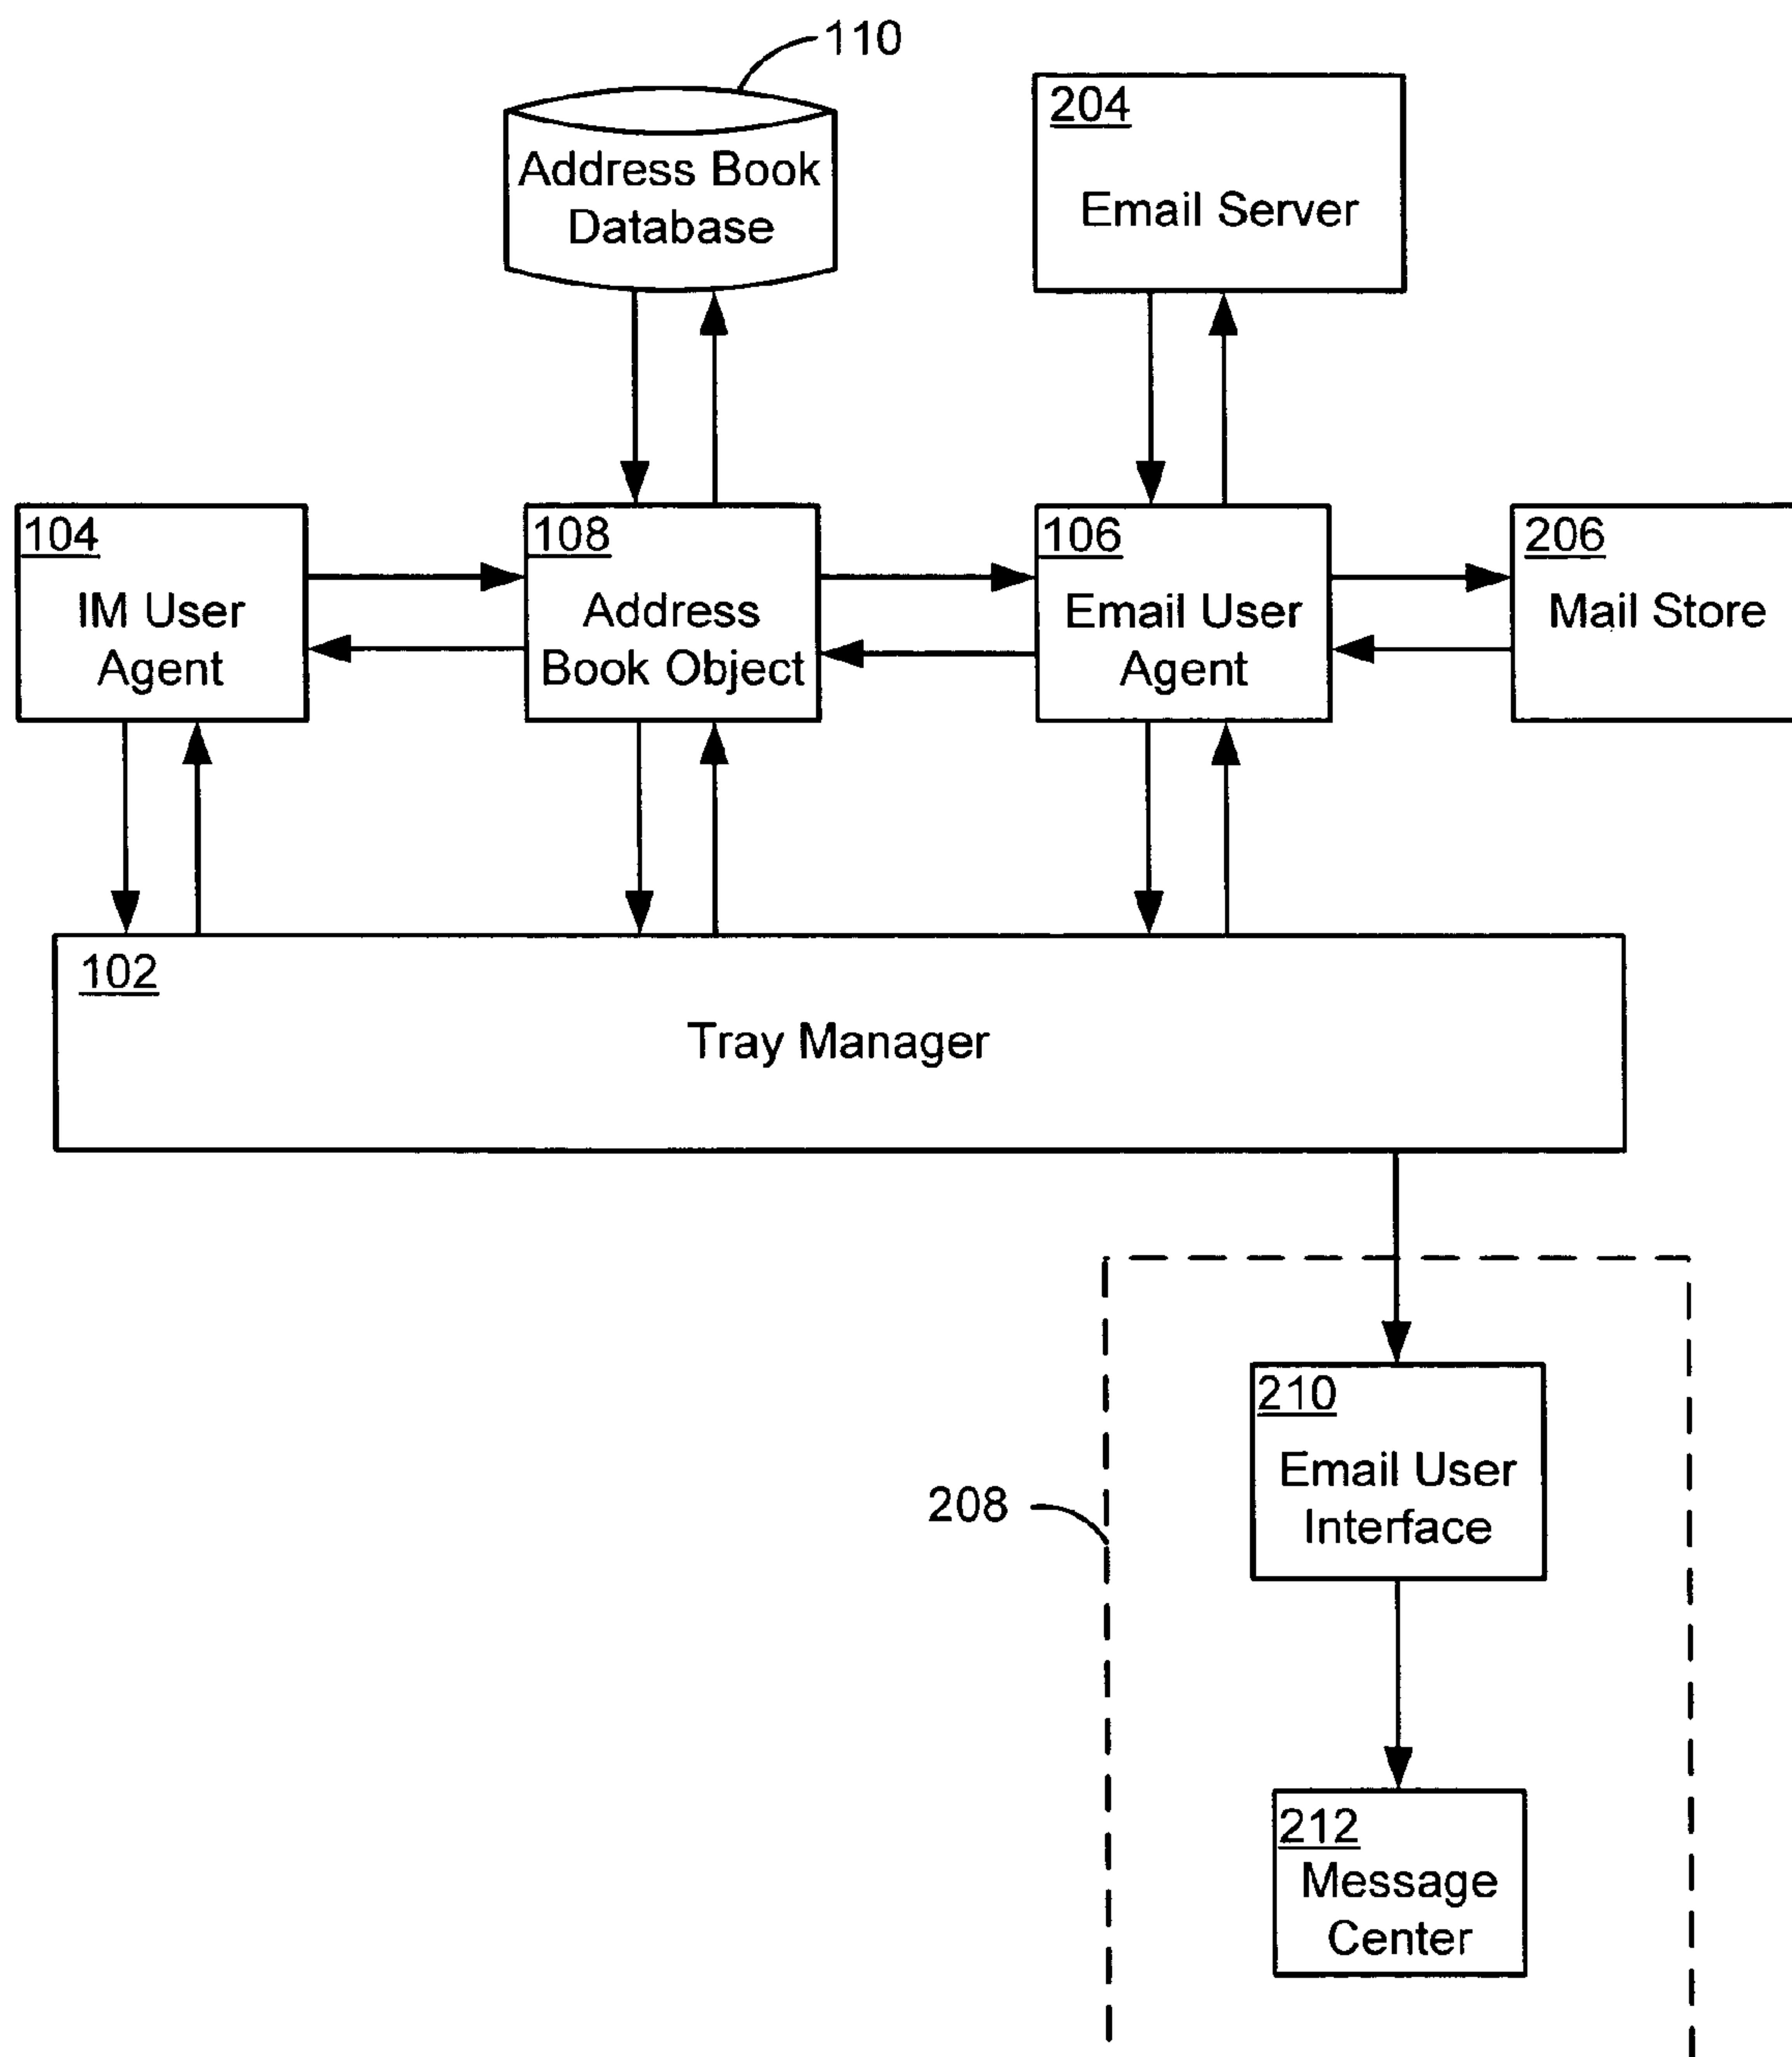 110
Address Book
Database
204
Email Server
104
IM User
Agent
108
Address
Book Object
106
Email User
Agent
206
Mail Store
102
Tray Manager
208
210
Email User
Interface
212
Message
Center